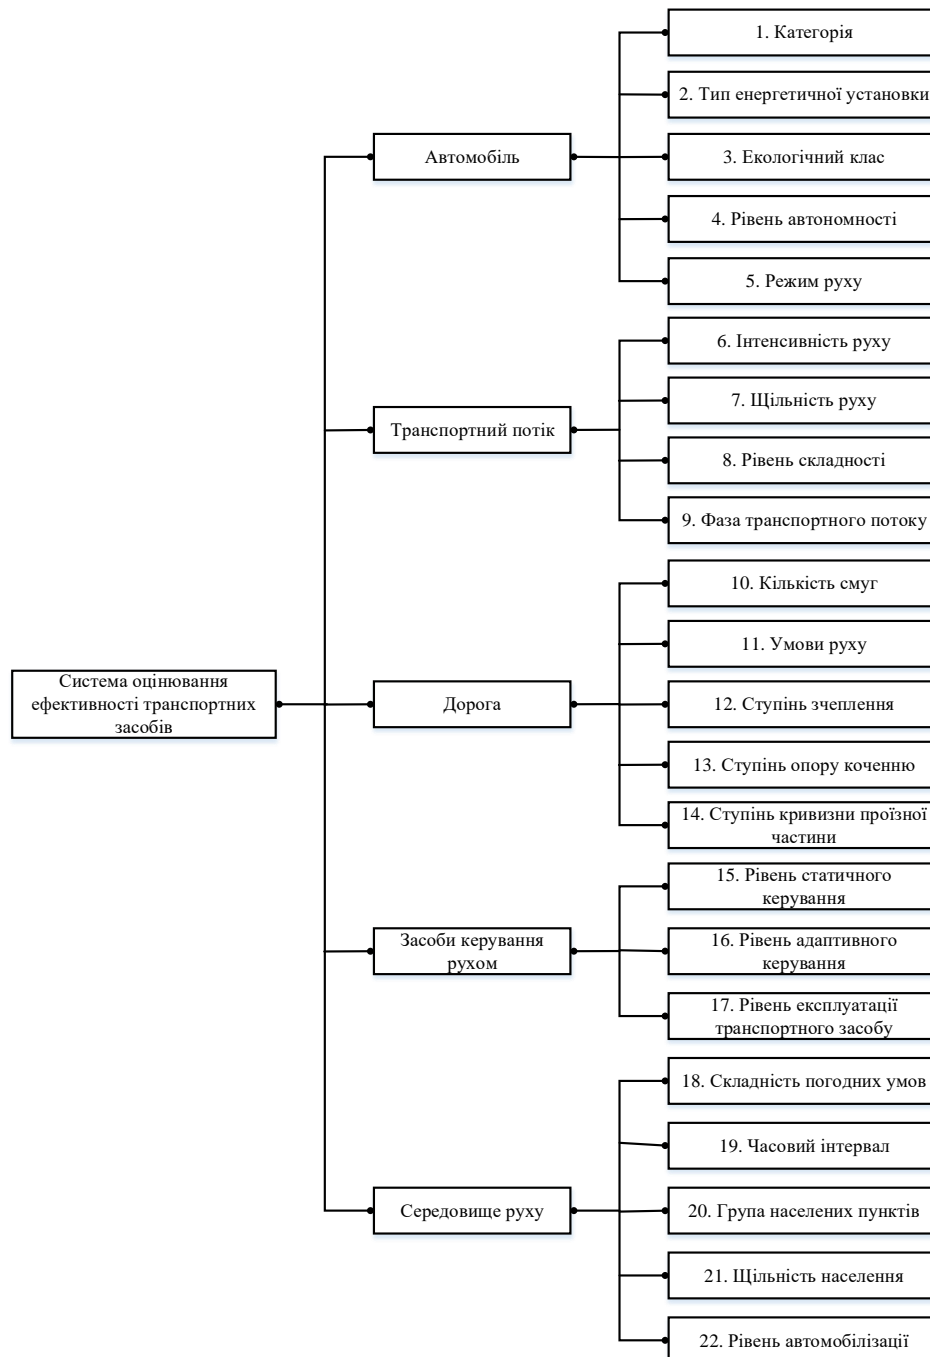 Система оцінювання
ефективності транспортних
засобів
Автомобіль
1. Категорія
2. Тип енергетичної установки
3. Екологічний клас
4. Рівень автономності
5. Режим руху
Транспортний потік
6. Інтенсивність руху
7. Щільність руху
8. Рівень складності
9. Фаза транспортного потоку
Дорога
10. Кількість смуг
11. Умови руху
12. Ступінь зчеплення
13. Ступінь опору коченню
14. Ступінь кривизни проїзної
частини
Засоби керування
рухом
15. Рівень статичного
керування
16. Рівень адаптивного
керування
17. Рівень експлуатації
транспортного засобу
Середовище руху
18. Складність погодних умов
19. Часовий інтервал
20. Група населених пунктів
21. Щільність населення
22. Рівень автомобілізації